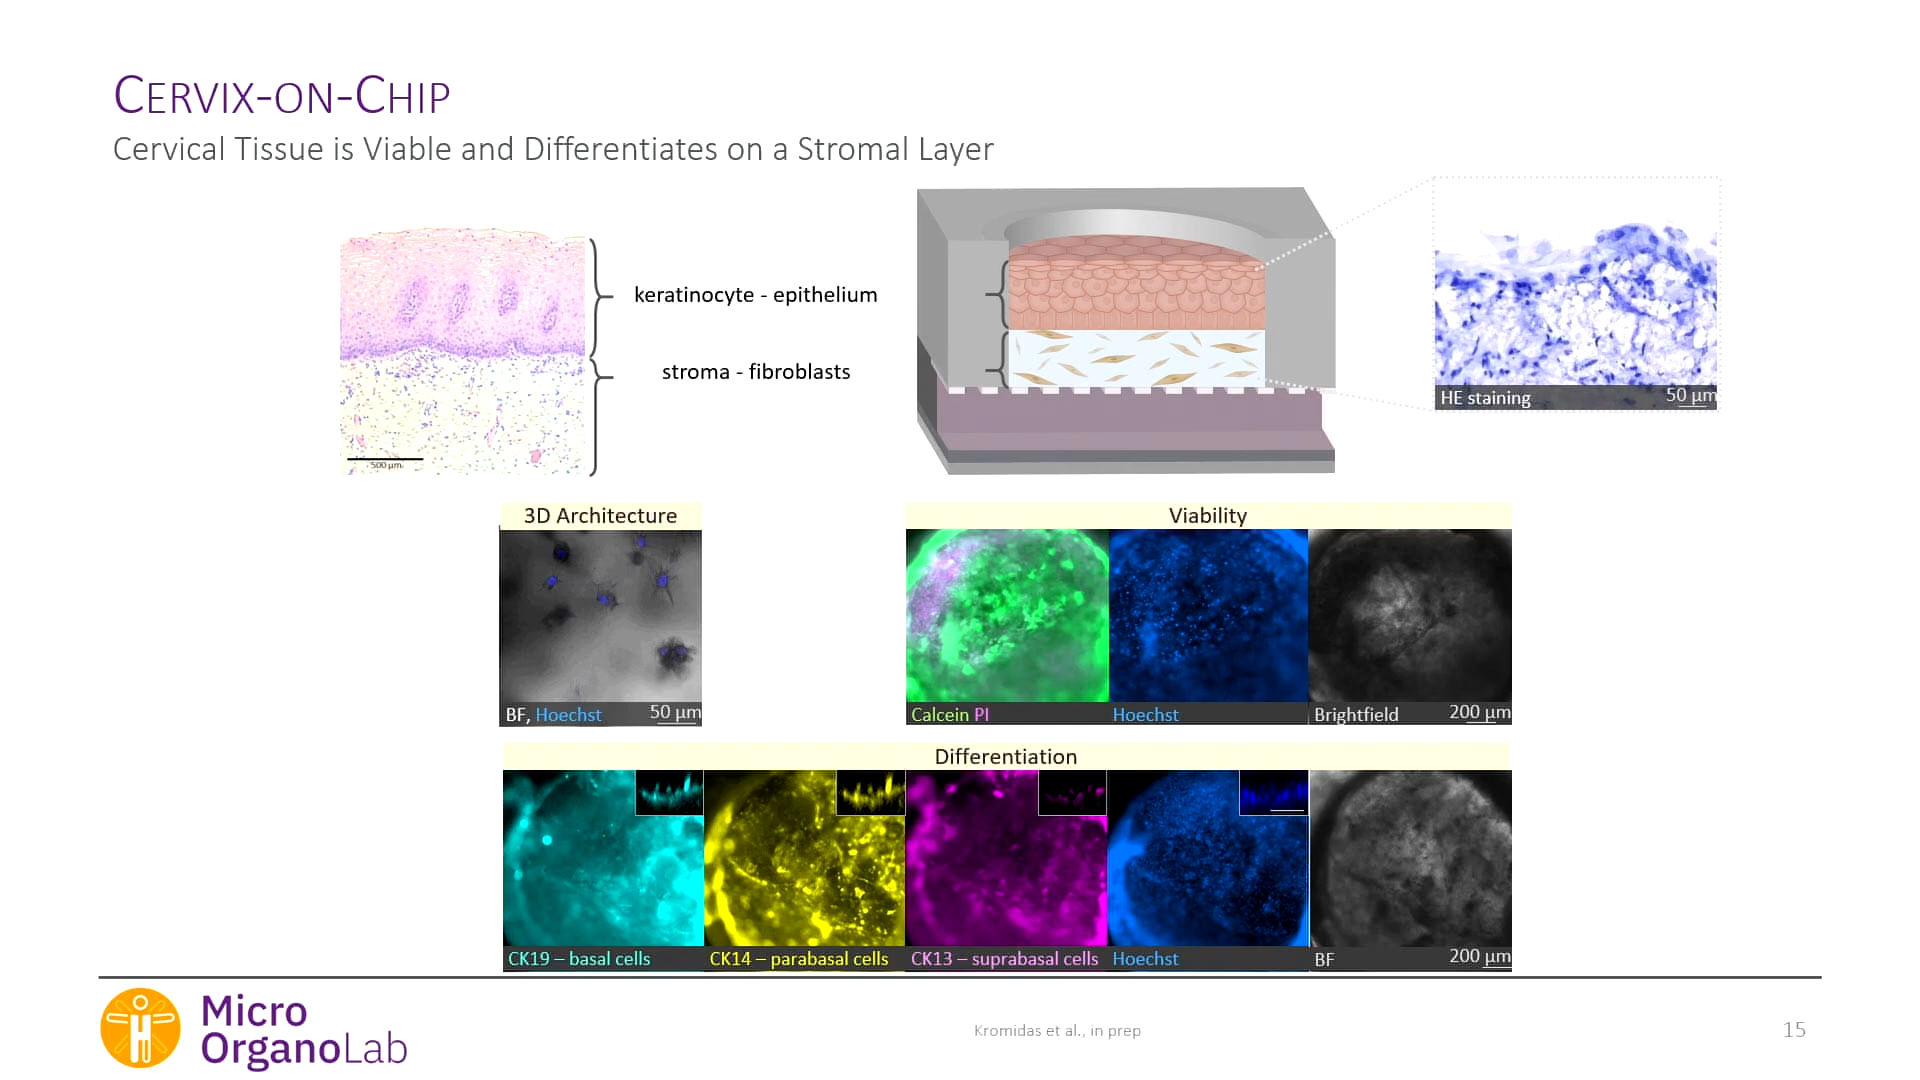 CERVIX-ON-CHIP
Cervical Tissue is Viable and Differentiates on a Stromal Layer
keratinocyte - epithelium
stroma - fibroblasts
500 µm
HE staining
50 µm
3D Architecture
BF, Hoechst
50 µm
Viability
Calcein PI
Hoechst
Brightfield
200 µm
Differentiation
CK19 – basal cells
CK14 – parabasal cells
CK13 – suprabasal cells
Hoechst
BF
200 µm
Micro
OrganoLab
Kromidas et al., in prep
15